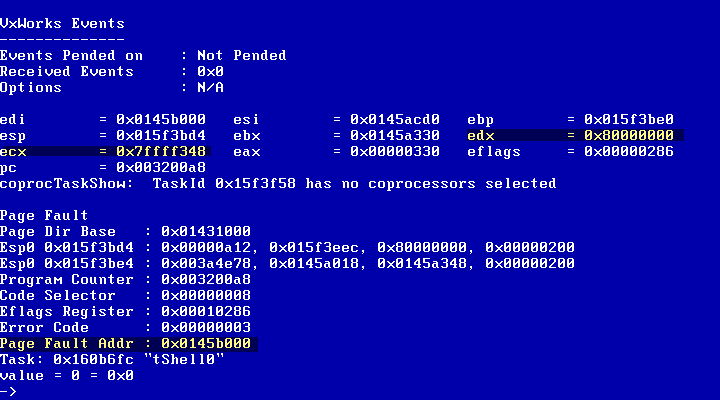 VxWorks Events
--------------
Events Pended on    : Not Pended
Received Events     : 0x0
Options             : N/A

edi        = 0x0145b000   esi        = 0x0145acd0   ebp        = 0x015f3be0
esp        = 0x015f3bd4   ebx        = 0x0145a330   edx        = 0x80000000
ecx        = 0x7ffff348   eax        = 0x00000330   eflags     = 0x00000286
pc         = 0x003200a8
coprocTaskShow:  TaskId 0x15f3f58 has no coprocessors selected

Page Fault
Page Dir Base   : 0x01431000
Esp0 0x015f3bd4 : 0x00000a12, 0x015f3eec, 0x80000000, 0x00000200
Esp0 0x015f3be4 : 0x003a4e78, 0x0145a018, 0x0145a348, 0x00000200
Program Counter : 0x003200a8
Code Selector   : 0x00000008
Eflags Register : 0x00010286
Error Code      : 0x00000003
Page Fault Addr : 0x0145b000
Task: 0x160b6fc "tShell0"
value = 0 = 0x0
->